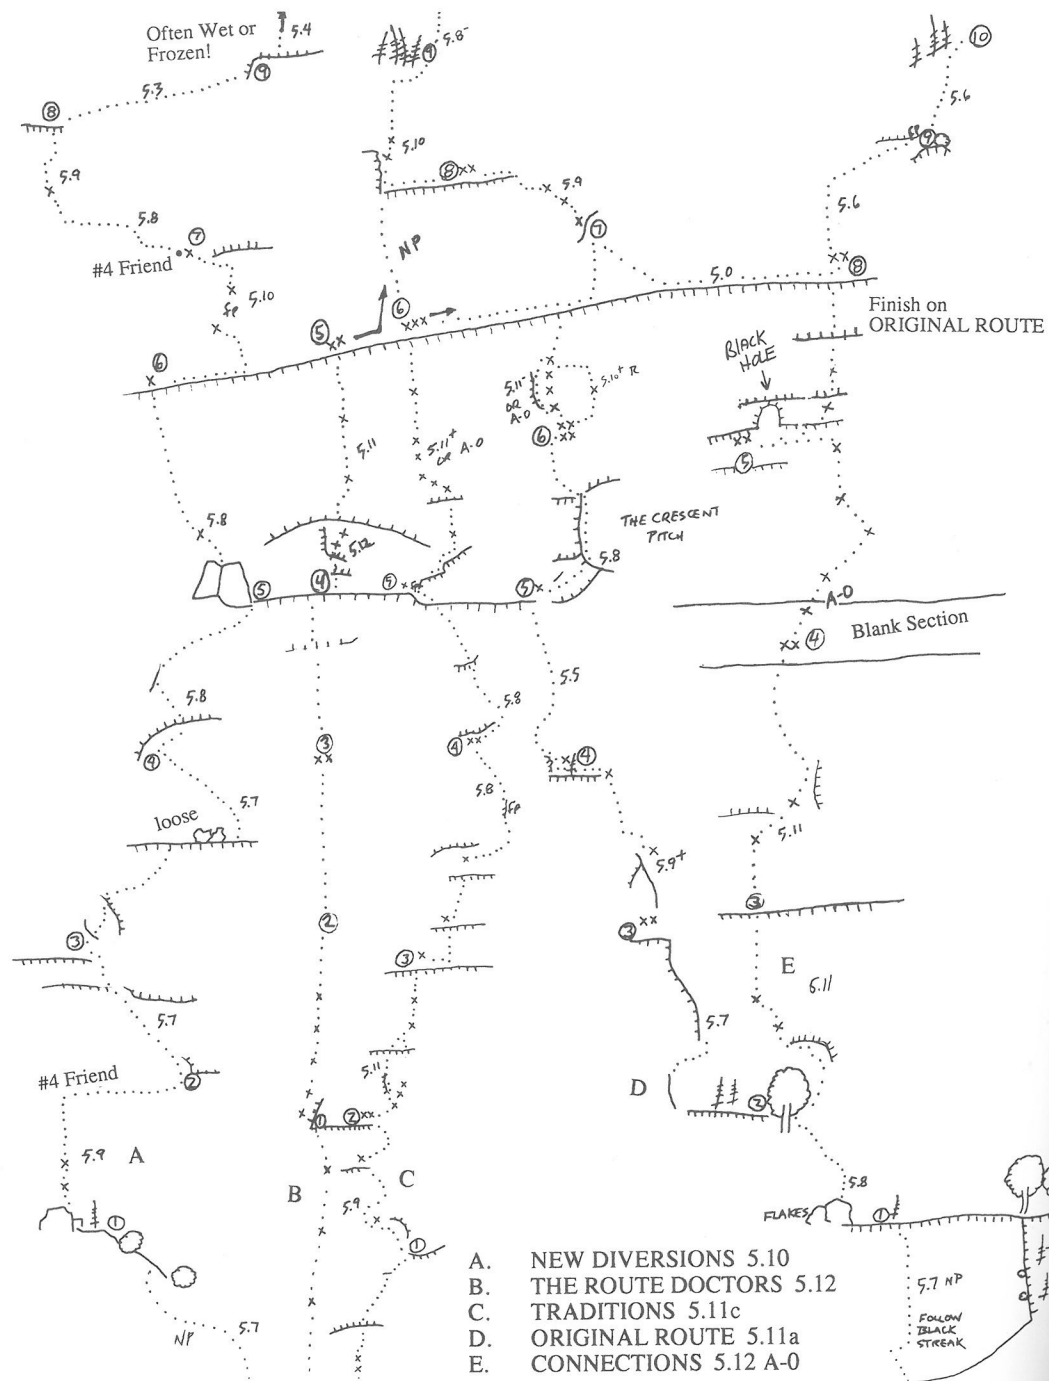 Often Wet or
Frozen!
5.4
5.8-
9
9
10
5.3
8
5.6
5.10
9
5.9
8
5.9
5.6
5.8
7
7
NP
#4 Friend
5.0
8
5.10
fp
6
5
Finish on
ORIGINAL ROUTE
BLACK
HOLE
6
5.11-
OR
A-0
5.10+ R
5.11
5.11+
OR A-0
6
5
5.8
THE CRESCENT
PITCH
5.12
5.8
5
4
5
5
A-0
Blank Section
4
5.5
5.8
5.8
3
4
4
4
5.7
5.8
fp
loose
5.11
5.9+
3
2
3
3
3
E
5.11
5.7
5.7
#4 Friend
2
5.11
D
2
1
2
5.9
A
B
C
5.8
5.9
FLAKES
1
1
1
A. NEW DIVERSIONS 5.10
B. THE ROUTE DOCTORS 5.12
C. TRADITIONS 5.11c
D. ORIGINAL ROUTE 5.11a
E. CONNECTIONS 5.12 A-0
5.7 NP
FOLLOW
BLACK
STREAK
NP
5.7